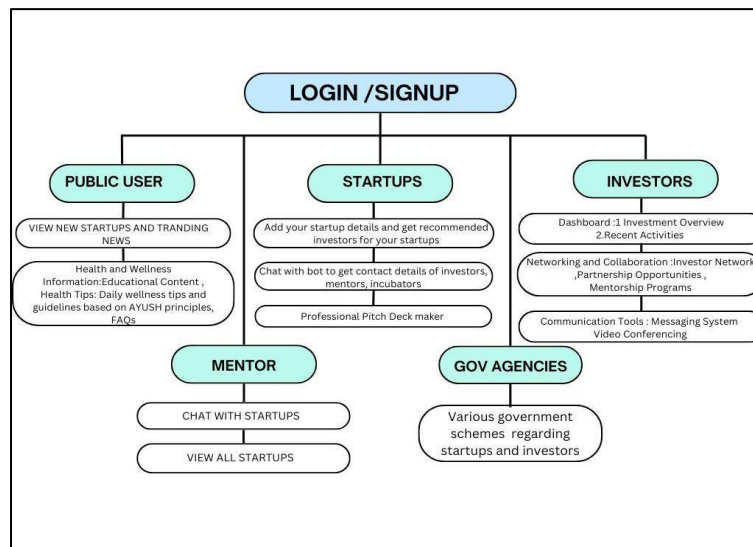 LOGIN /SIGNUP
PUBLIC USER
VIEW NEW STARTUPS AND TRANDING
NEWS
Health and Wellness
Information:Educational Content ,
Health Tips: Daily wellness tips and
guidelines based on AYUSH principles,
FAQs
STARTUPS
Add your startup details and get recommended
investors for your startups
Chat with bot to get contact details of investors,
mentors, incubators
Professional Pitch Deck maker
INVESTORS
Dashboard :1 Investment Overview
2.Recent Activities
Networking and Collaboration :Investor Network
,Partnership Opportunities ,
Mentorship Programs
Communication Tools : Messaging System
Video Conferencing
MENTOR
CHAT WITH STARTUPS
VIEW ALL STARTUPS
GOV AGENCIES
Various government
schemes regarding
startups and investors